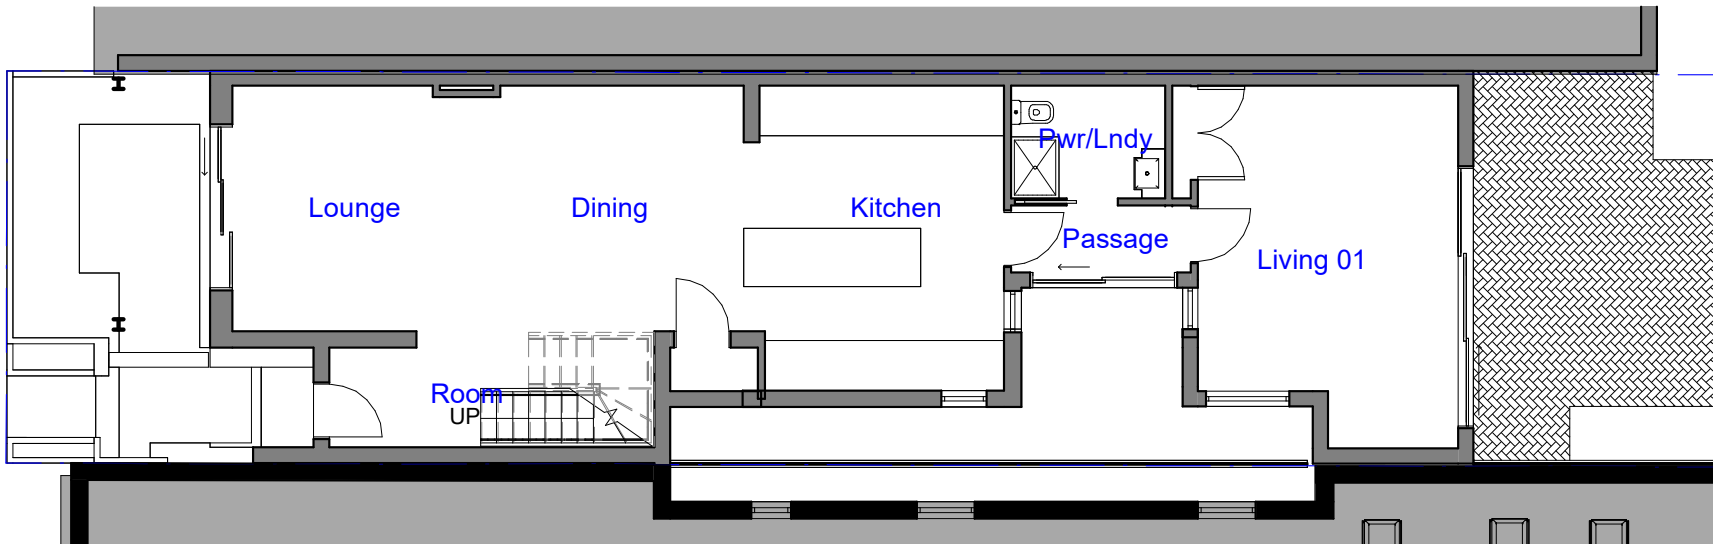 Pwr/Lndy
Lounge
Dining
Kitchen
Passage
Living 01
Room
UP